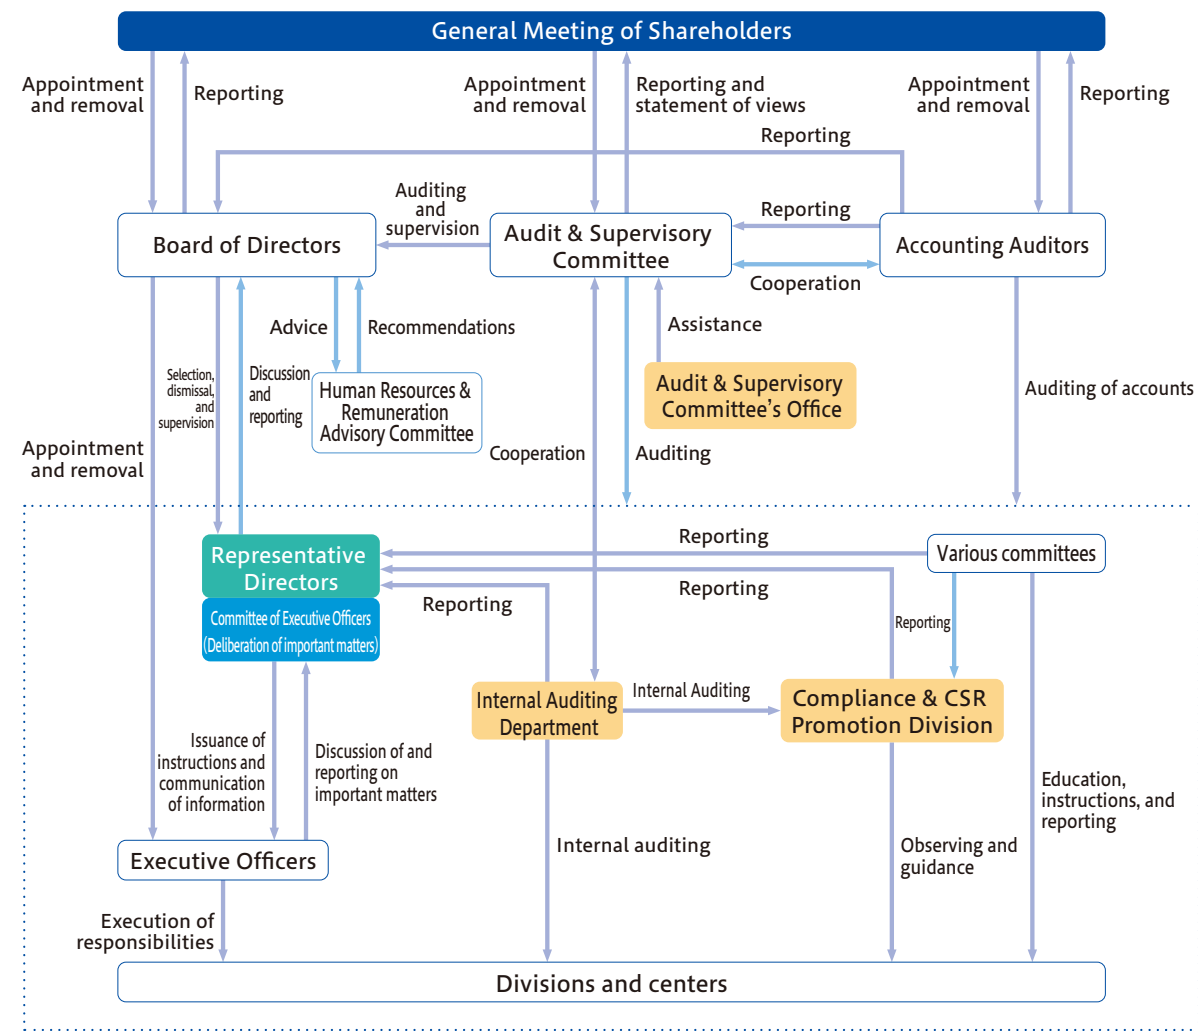 General Meeting of Shareholders
Appointment
and removal
Reporting
Appointment
and removal
Reporting and
statement of views
Appointment
and removal
Reporting
Reporting
Auditing
and
supervision
Reporting
Board of Directors
Audit & Supervisory
Committee
Accounting Auditors
Cooperation
Advice
Recommendations
Assistance
Selection,
dismissal,
and
supervision
Discussion
and
reporting
Human Resources &
Remuneration
Advisory Committee
Audit & Supervisory
Committee's Office
Auditing of accounts
Appointment
and removal
Cooperation
Auditing
Representative
Directors
Reporting
Various committees
Reporting
Reporting
Committee of Executive Officers
(Deliberation of important matters)
Reporting
Internal Auditing
Department
Internal Auditing
Compliance & CSR
Promotion Division
Issuance of
instructions and
communication
of information
Discussion of and
reporting on
important matters
Education,
instructions, and
reporting
Executive Officers
Internal auditing
Observing and
guidance
Execution of
responsibilities
Divisions and centers